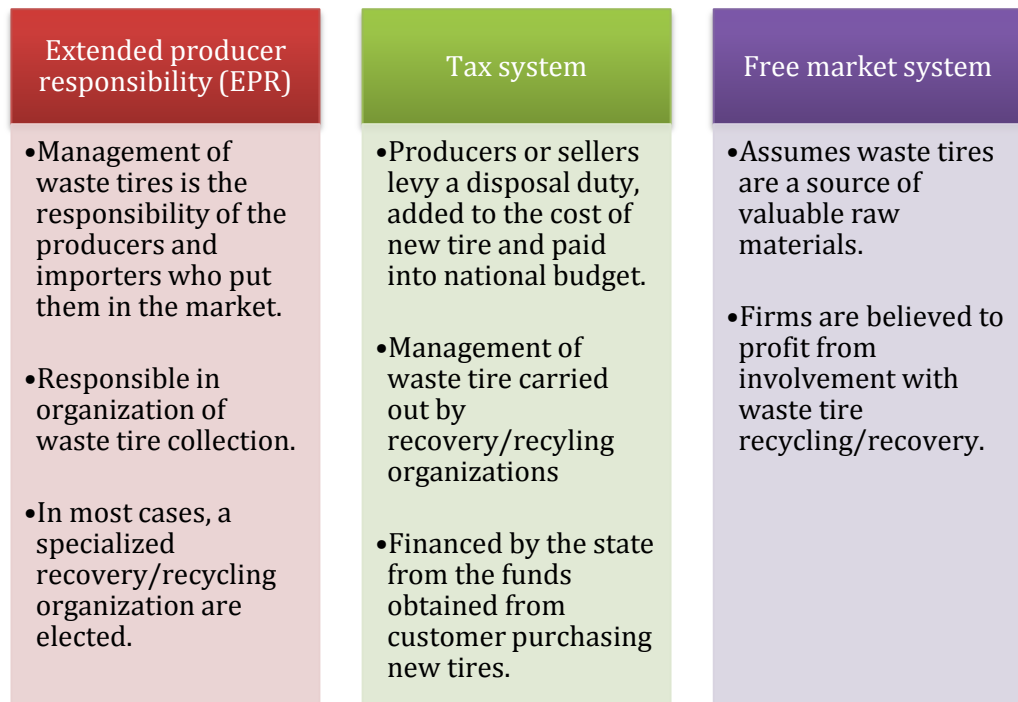 Extended producer
responsibility (EPR)
•Management of
waste tires is the
responsibility of the
producers and
importers who put
them in the market.
•Responsible in
organization of
waste tire collection.
•In most cases, a
specialized
recovery/recycling
organization are
elected.
Tax system
•Producers or sellers
levy a disposal duty,
added to the cost of
new tire and paid
into national budget.
•Management of
waste tire carried
out by
recovery/recyling
organizations
•Financed by the state
from the funds
obtained from
customer purchasing
new tires.
Free market system
•Assumes waste tires
are a source of
valuable raw
materials.
•Firms are believed to
profit from
involvement with
waste tire
recycling/recovery.